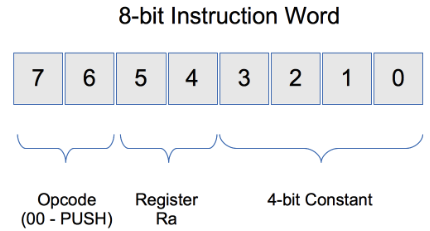 8-bit Instruction Word
7 6 5 4 3 2 1 0
Opcode Register 4-bit Constant
(00 - PUSH) Ra